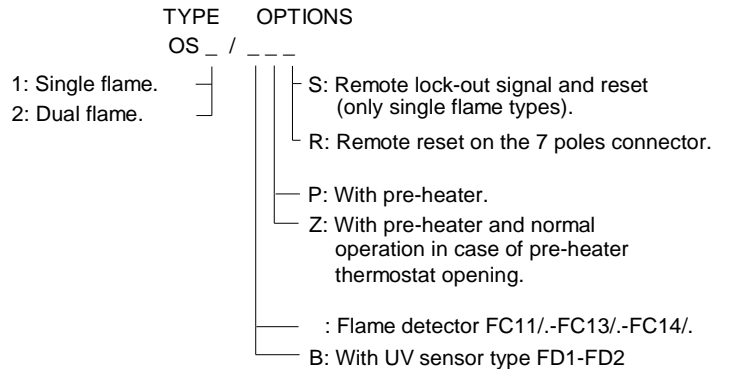 TYPE OPTIONS
OS _ / _ _ _
1: Single flame.
2: Dual flame.
S: Remote lock-out signal and reset
(only single flame types).
R: Remote reset on the 7 poles connector.
P: With pre-heater.
Z: With pre-heater and normal
operation in case of pre-heater
thermostat opening.
: Flame detector FC11/.-FC13/.-FC14/.
B: With UV sensor type FD1-FD2